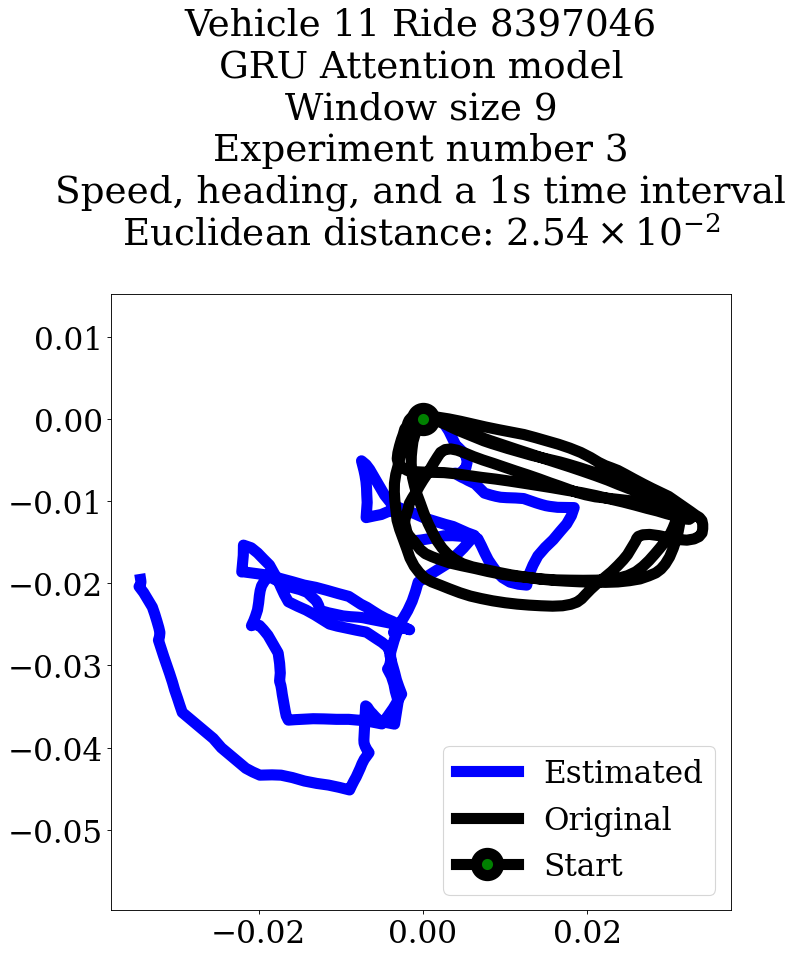 Vehicle 11 Ride 8397046
GRU Attention model
Window size 9
Experiment number 3
Speed, heading, and a 1s time interval
Euclidean distance: 2.54 × 10⁻²
0.01
0.00
−0.01
−0.02
−0.03
−0.04
−0.05
Estimated
Original
Start
−0.02 0.00 0.02